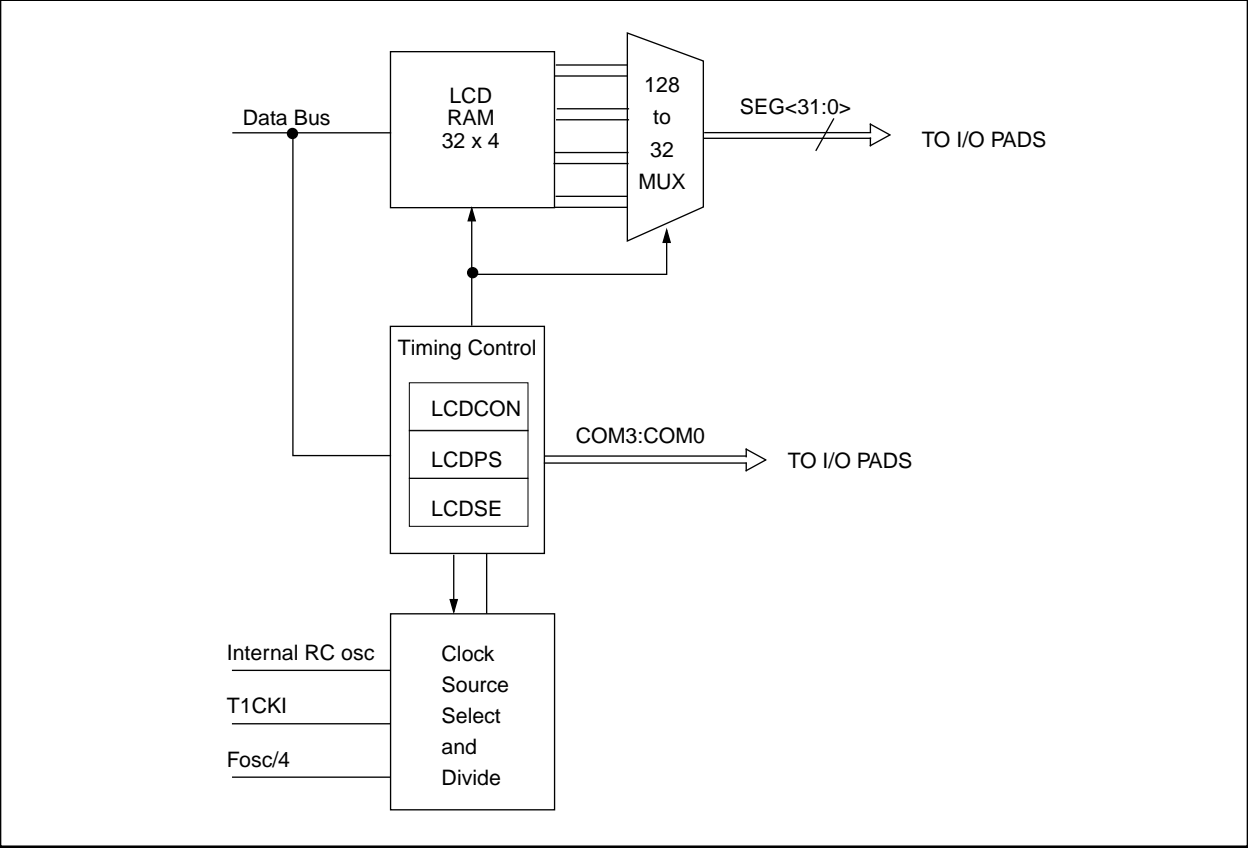 Data Bus
LCD
RAM
32 x 4
128
to
32
MUX
SEG<31:0>
TO I/O PADS
Timing Control
LCDCON
LCDPS
LCDSE
COM3:COM0
TO I/O PADS
Internal RC osc
T1CKI
Fosc/4
Clock
Source
Select
and
Divide